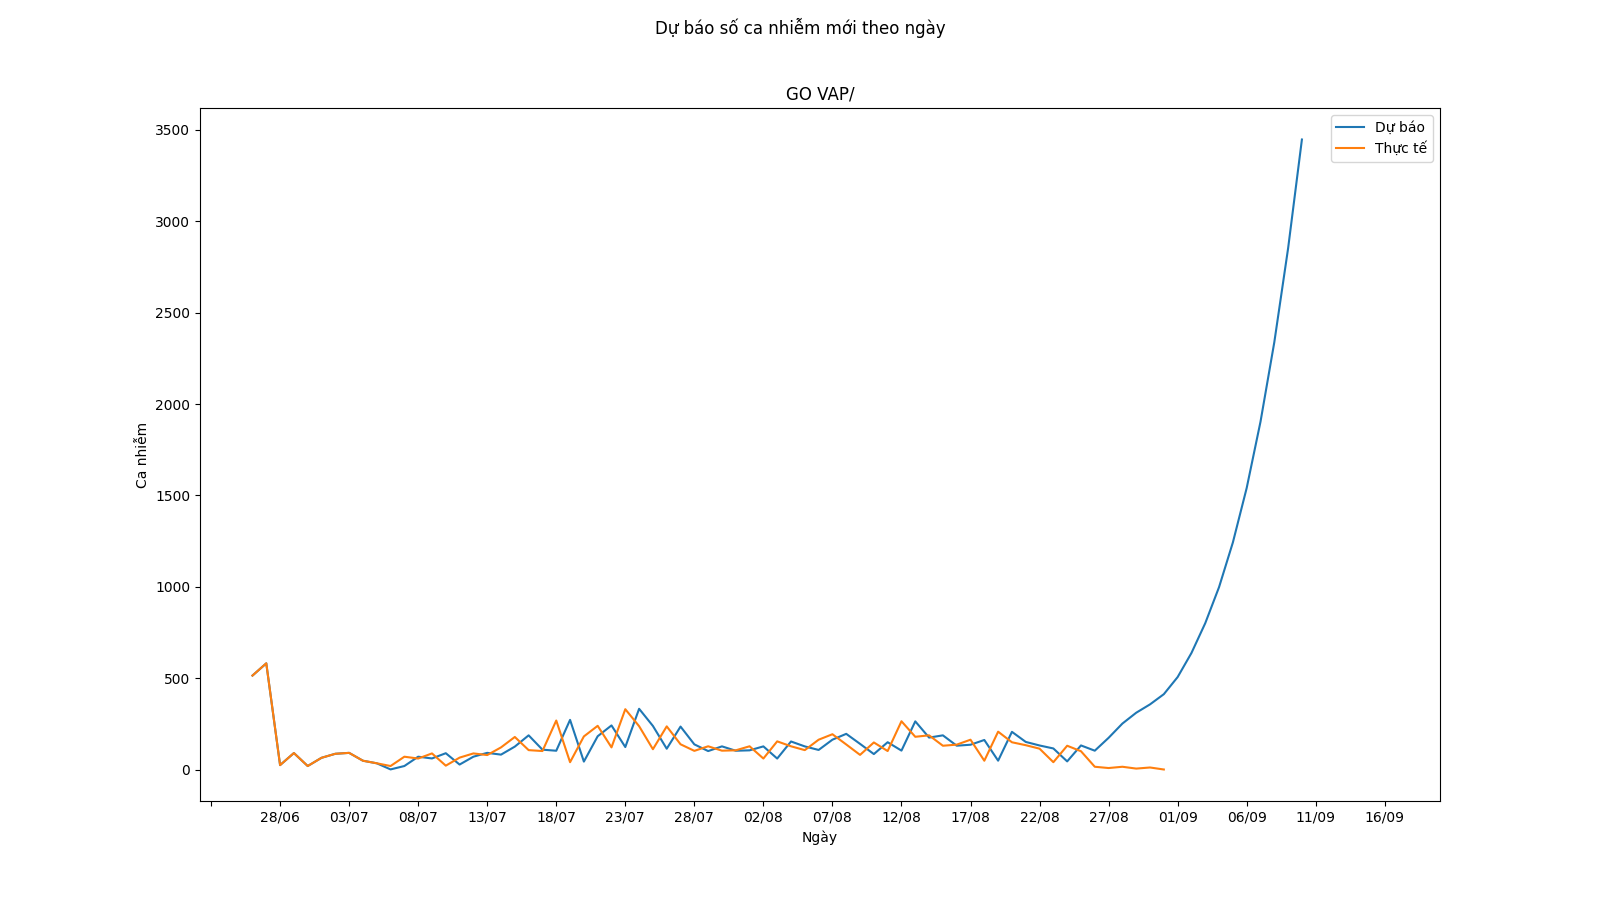 Dự báo số ca nhiễm mới theo ngày
GO VAP/
Dự báo
Thực tế
3500
3000
2500
2000
1500
1000
500
0
Ca nhiễm
28/06 03/07 08/07 13/07 18/07 23/07 28/07 02/08 07/08 12/08 17/08 22/08 27/08 01/09 06/09 11/09 16/09
Ngày